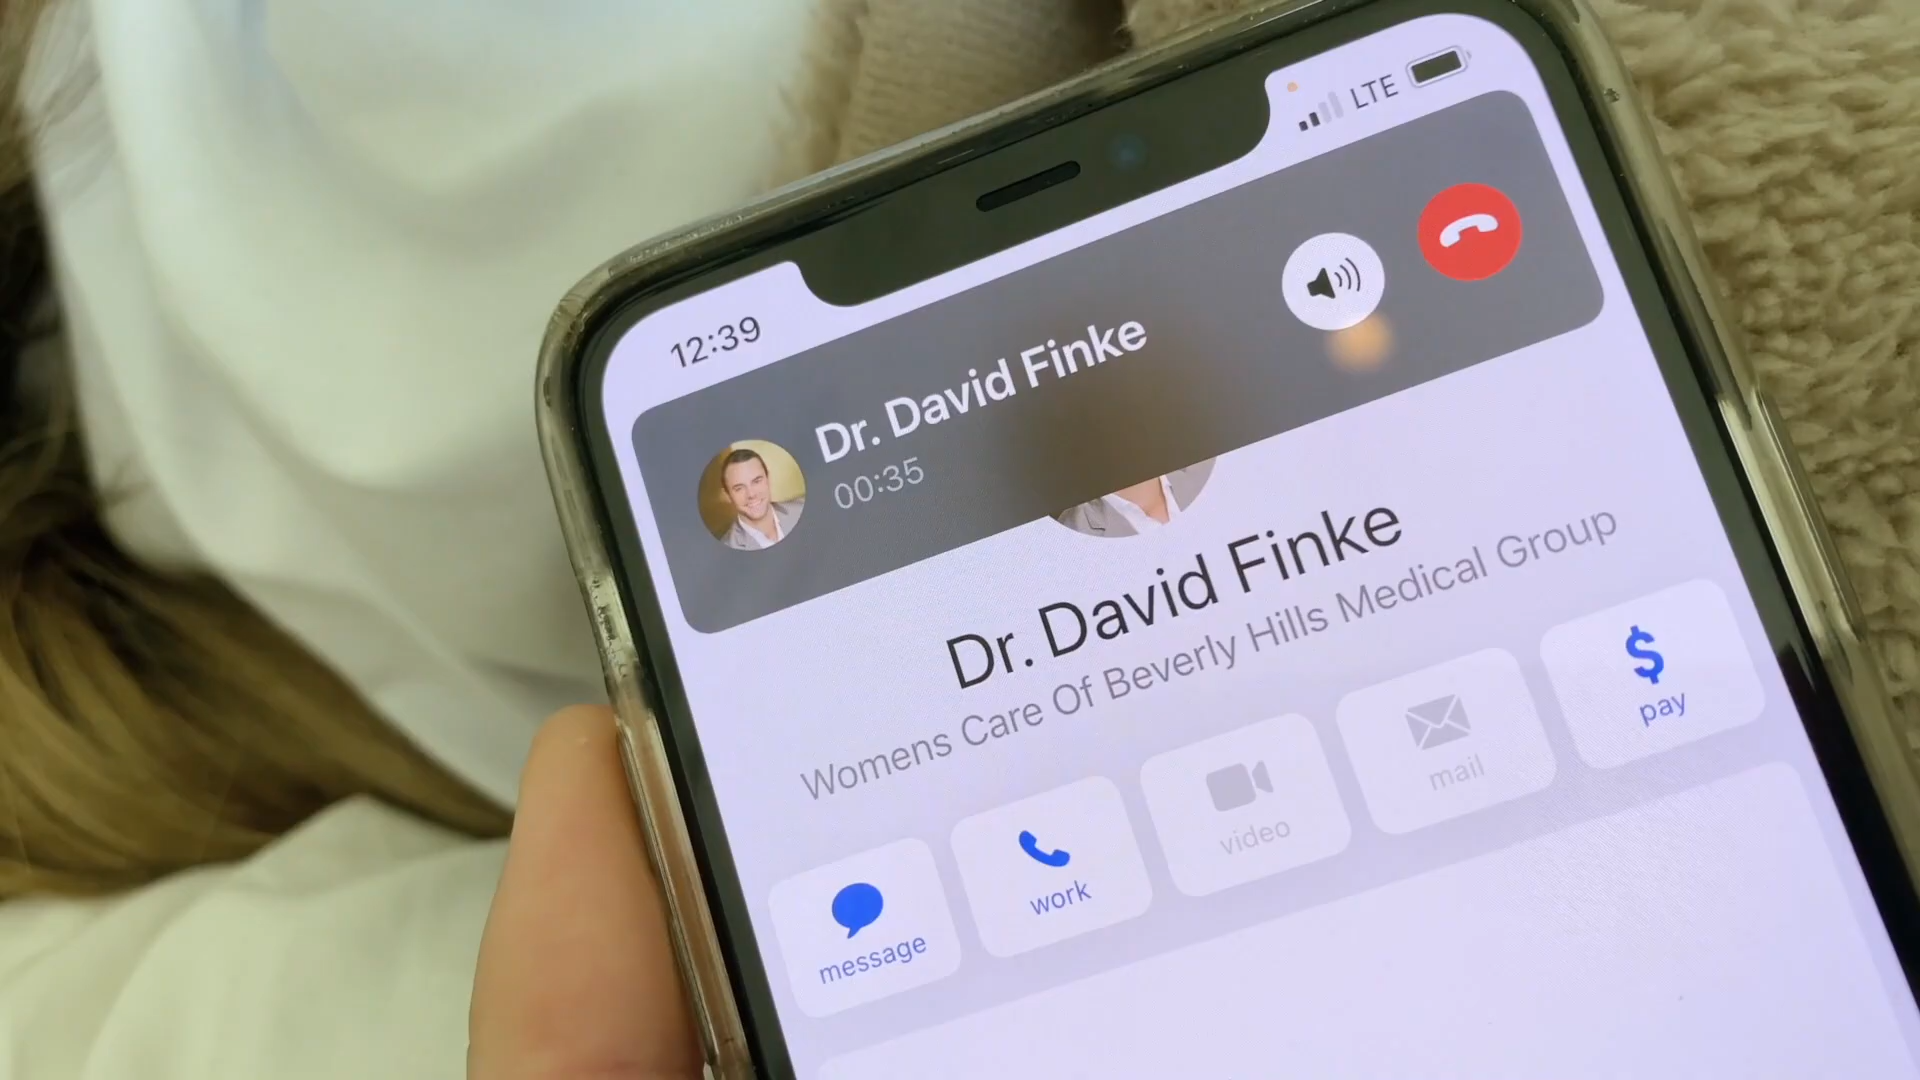 12:39
LTE
Dr. David Finke
00:35
Dr. David Finke
Womens Care Of Beverly Hills Medical Group
message
work
video
mail
$
pay